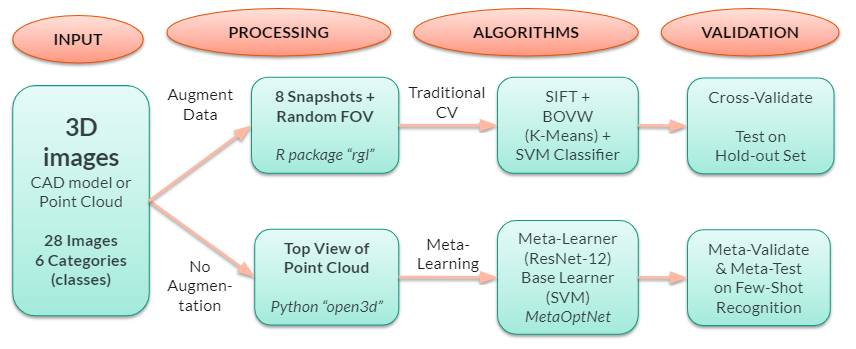 INPUT
PROCESSING
ALGORITHMS
VALIDATION
3D
images
CAD model or
Point Cloud
28 Images
6 Categories
(classes)
Augment
Data
8 Snapshots +
Random FOV
R package “rgl”
Traditional
CV
SIFT +
BOVW
(K-Means) +
SVM Classifier
Cross-Validate
Test on
Hold-out Set
No
Augmen-
tation
Top View of
Point Cloud
Python “open3d”
Meta-
Learning
Meta-Learner
(ResNet-12)
Base Learner
(SVM)
MetaOptNet
Meta-Validate
& Meta-Test
on Few-Shot
Recognition